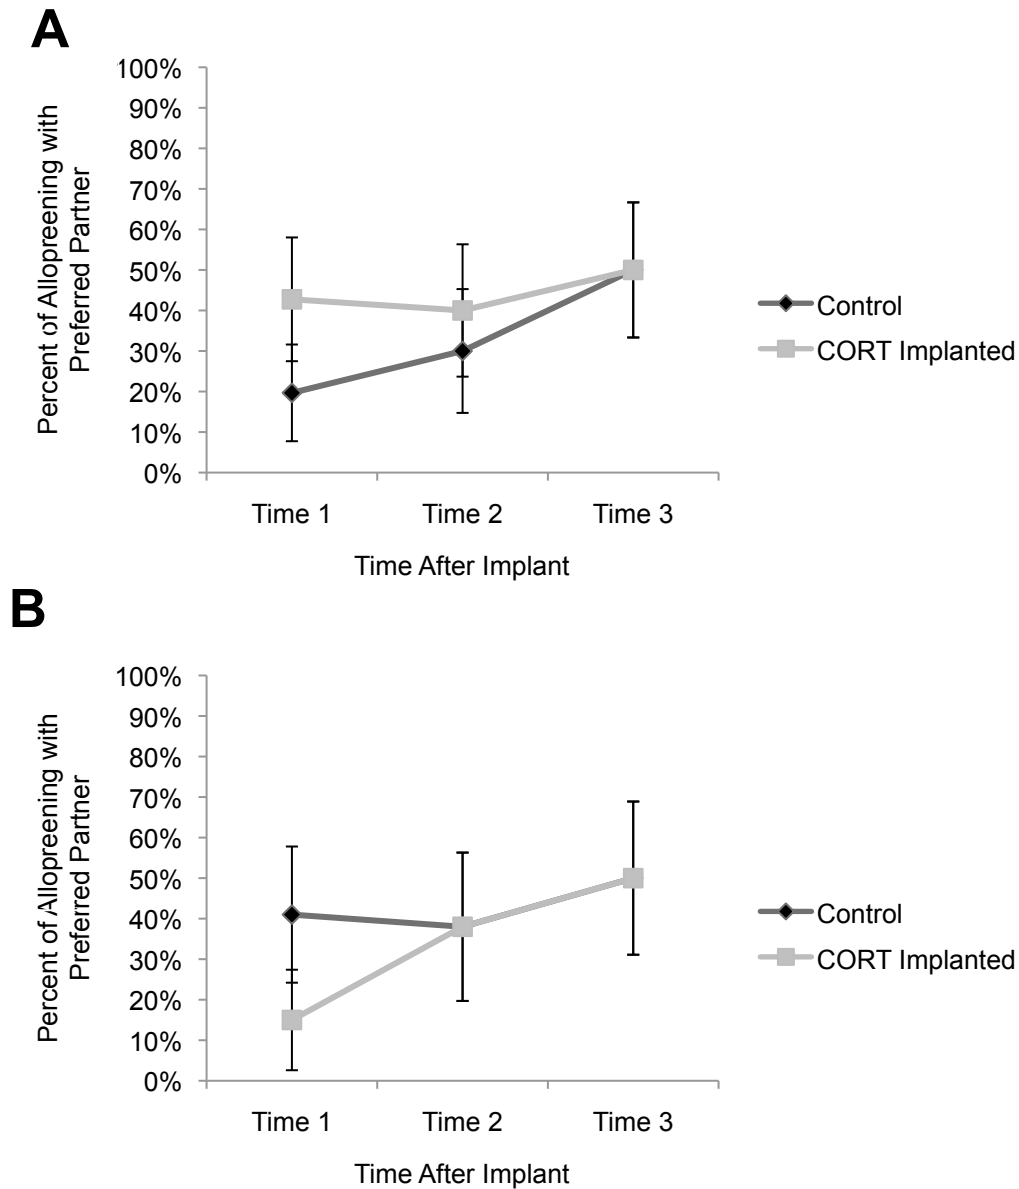 A
100%
90%
80%
70%
60%
50%
40%
30%
20%
10%
0%
Percent of Allopreening with
Preferred Partner
Time 1 Time 2 Time 3
Time After Implant
Control
CORT Implanted
B
100%
90%
80%
70%
60%
50%
40%
30%
20%
10%
0%
Percent of Allopreening with
Preferred Partner
Time 1 Time 2 Time 3
Time After Implant
Control
CORT Implanted